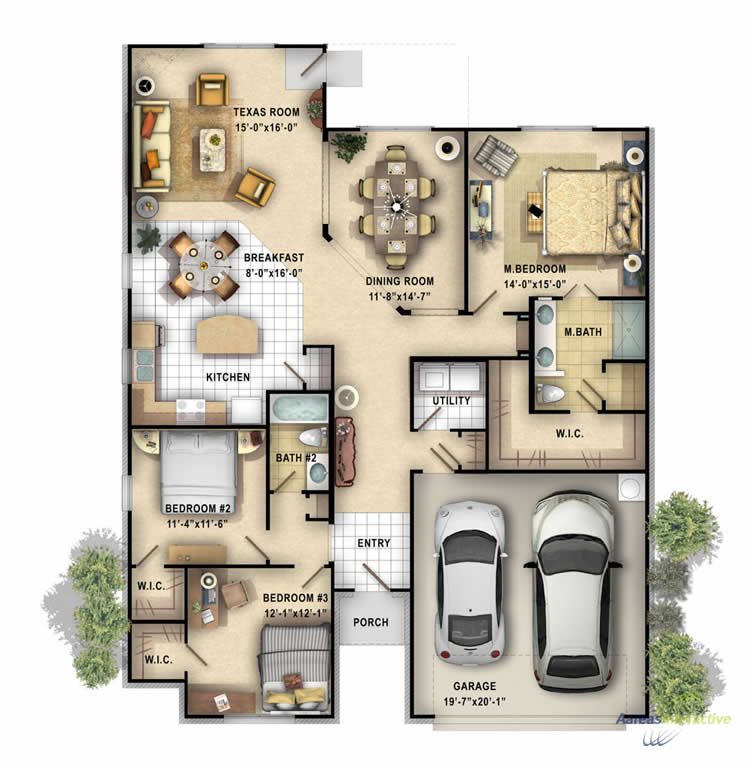 TEXAS ROOM
15'-0"x16'-0"
BREAKFAST
8'-0"x16'-0"
DINING ROOM
11'-8"x14'-7"
M.BEDROOM
14'-0"x15'-0"
M.BATH
KITCHEN
UTILITY
W.I.C.
BATH #2
BEDROOM #2
11'-4"x11'-6"
ENTRY
W.I.C.
BEDROOM #3
12'-1"x12'-1"
PORCH
W.I.C.
GARAGE
19'-7"x20'-1"
AareasInteractive